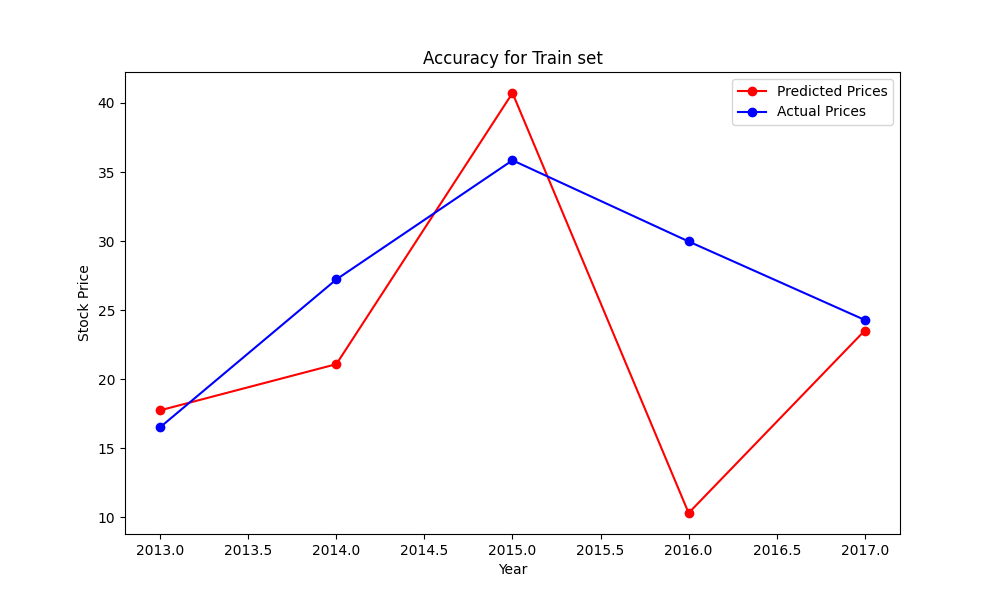 Accuracy for Train set
Predicted Prices
Actual Prices
40
35
30
25
20
15
10
Stock Price
2013.0 2013.5 2014.0 2014.5 2015.0 2015.5 2016.0 2016.5 2017.0
Year